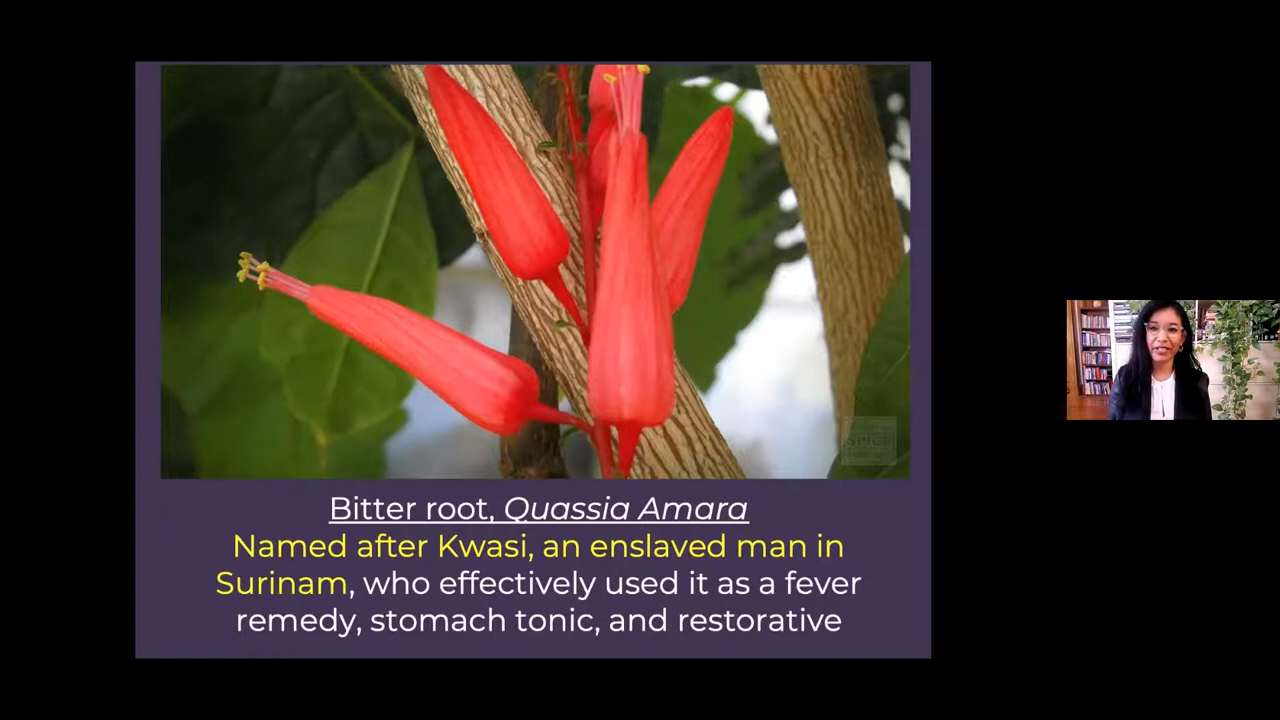 Bitter root, Quassia Amara
Named after Kwasi, an enslaved man in
Surinam, who effectively used it as a fever
remedy, stomach tonic, and restorative